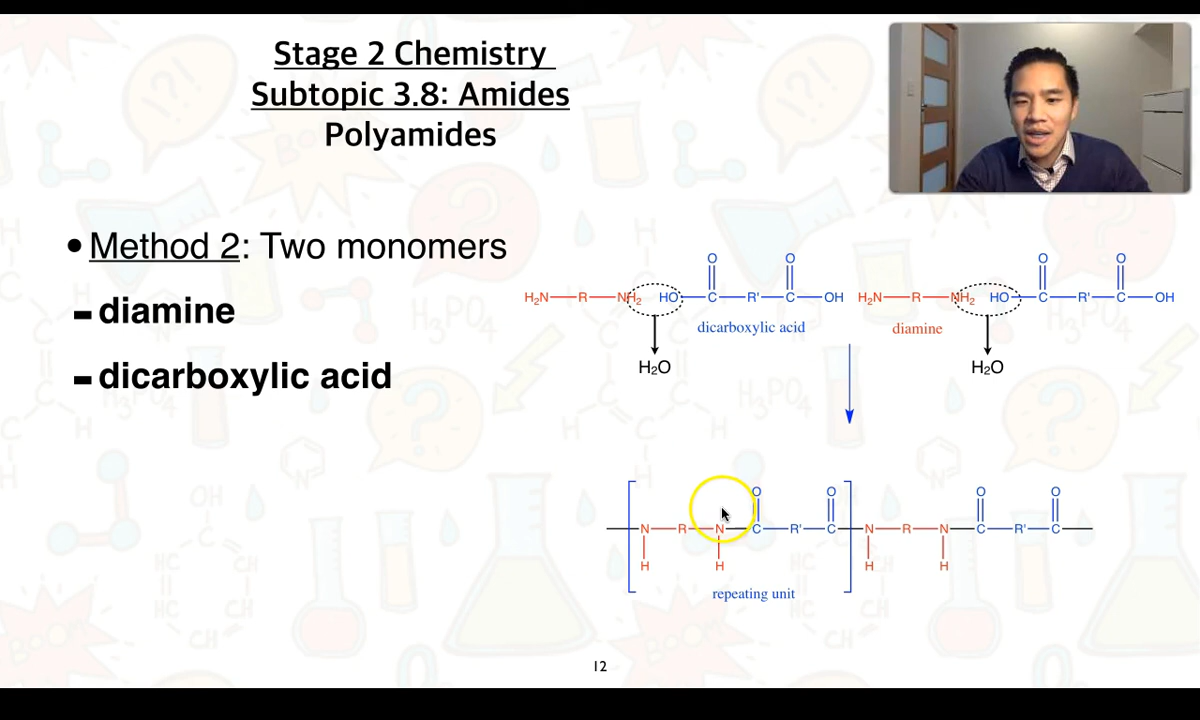 Stage 2 Chemistry
Subtopic 3.8: Amides
Polyamides
• Method 2: Two monomers
- diamine
- dicarboxylic acid
O O O O
H₂N—R—NH₂ HO—C—R'—C—OH H₂N—R—NH₂ HO—C—R'—C—OH
dicarboxylic acid diamine
H₂O H₂O
O O O O
N—R—N—C—R'—C—N—R—N—C—R'—C
H H H H
repeating unit
12